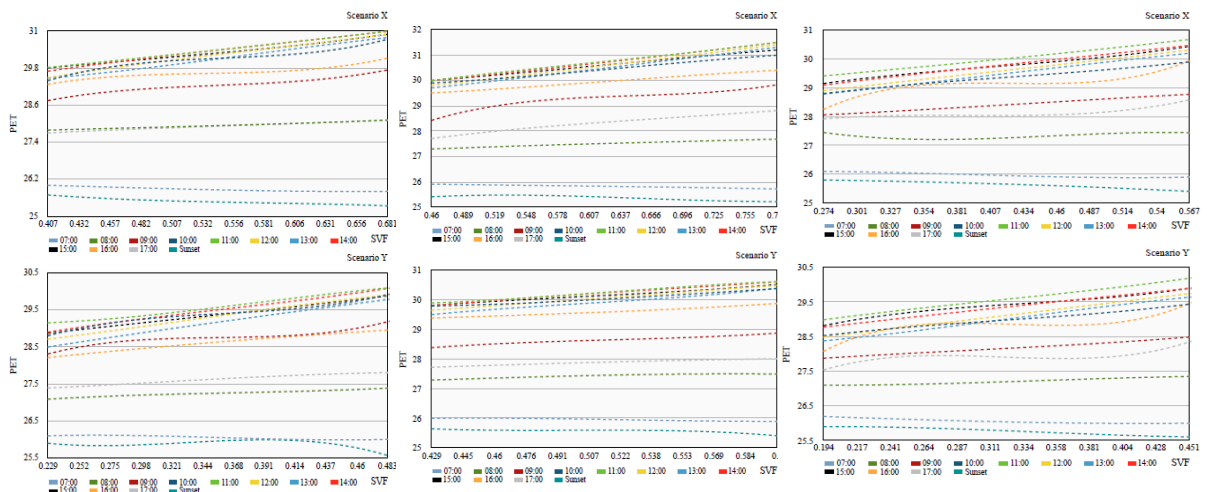 Scenario X
31
29.8
28.6
27.4
26.2
25
PET
0.407 0.432 0.457 0.482 0.507 0.532 0.556 0.581 0.606 0.631 0.656 0.681
07:00 08:00 09:00 10:00 11:00 12:00 13:00 14:00 SVF
15:00 16:00 17:00 Sunset
Scenario X
32
31
30
29
28
27
26
25
PET
0.46 0.489 0.519 0.548 0.578 0.607 0.637 0.666 0.696 0.725 0.755 0.7
07:00 08:00 09:00 10:00 11:00 12:00 13:00 14:00 SVF
15:00 16:00 17:00 Sunset
Scenario X
31
30
29
28
27
26
25
PET
0.274 0.301 0.327 0.354 0.381 0.407 0.434 0.46 0.487 0.514 0.54 0.567
07:00 08:00 09:00 10:00 11:00 12:00 13:00 14:00 SVF
15:00 16:00 17:00 Sunset
Scenario Y
30.5
29.5
28.5
27.5
26.5
25.5
PET
0.229 0.252 0.275 0.298 0.321 0.344 0.368 0.391 0.414 0.437 0.46 0.483
07:00 08:00 09:00 10:00 11:00 12:00 13:00 14:00 SVF
15:00 16:00 17:00 Sunset
Scenario Y
31
30
29
28
27
26
25
PET
0.429 0.445 0.46 0.476 0.491 0.507 0.522 0.538 0.553 0.569 0.584 0.
07:00 08:00 09:00 10:00 11:00 12:00 13:00 14:00 SVF
15:00 16:00 17:00 Sunset
Scenario Y
30.5
29.5
28.5
27.5
26.5
25.5
PET
0.194 0.217 0.241 0.264 0.287 0.311 0.334 0.358 0.381 0.404 0.428 0.451
07:00 08:00 09:00 10:00 11:00 12:00 13:00 14:00 SVF
15:00 16:00 17:00 Sunset